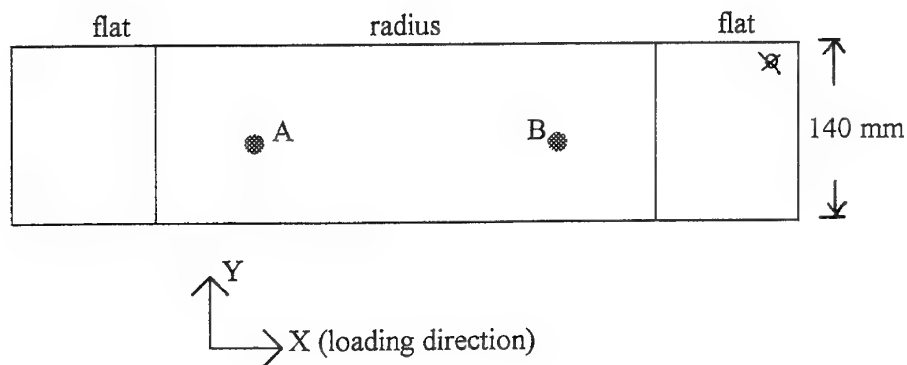 flat radius flat
A B
140 mm
Y
X (loading direction)